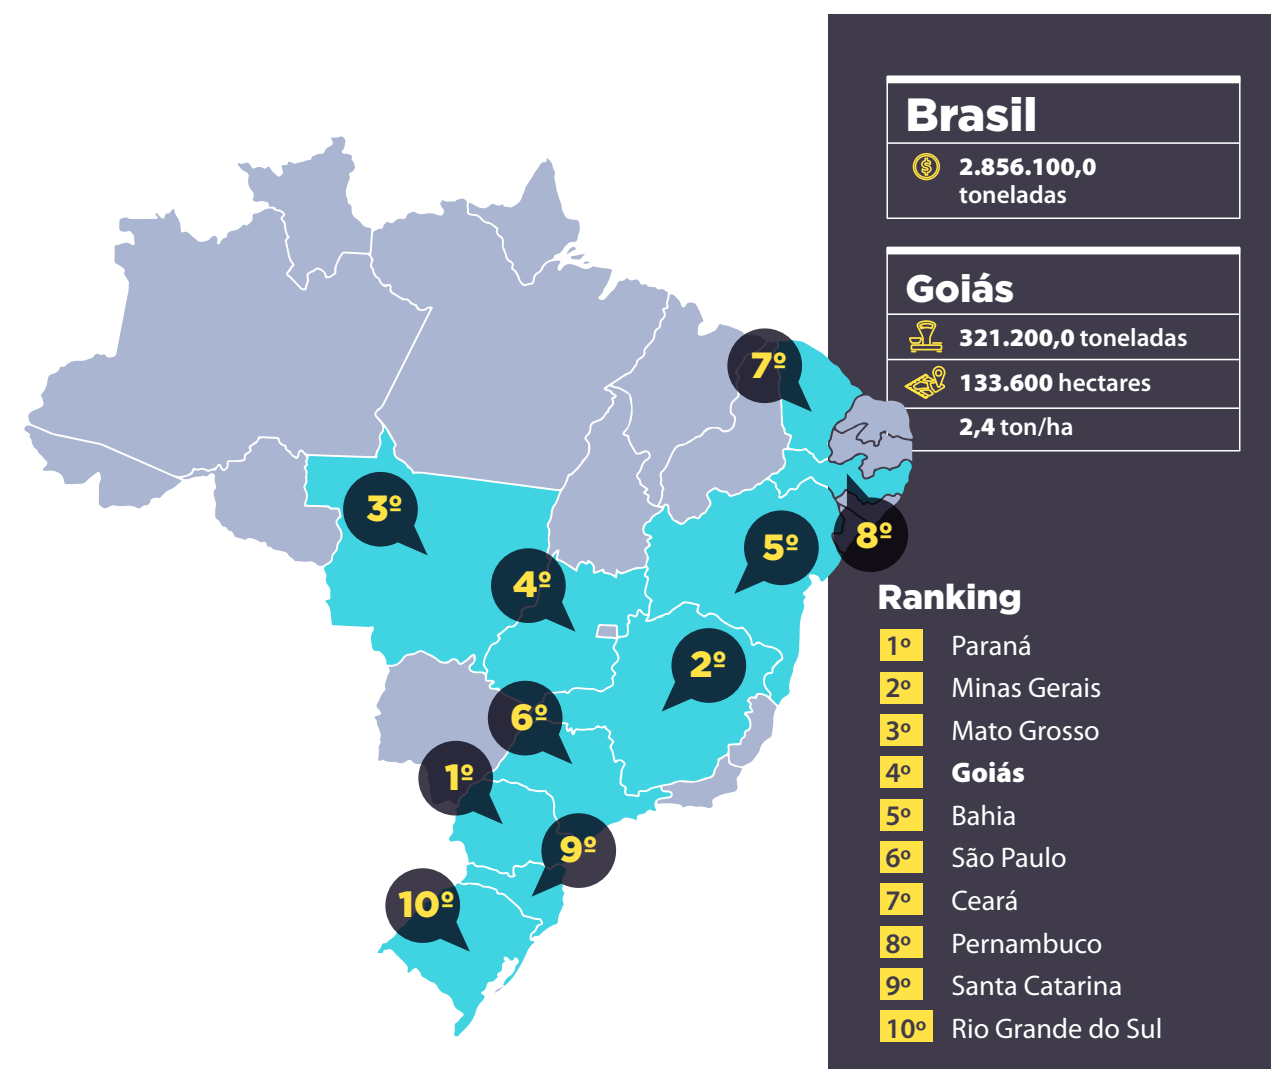 Brasil
2.856.100,0
toneladas
Goiás
321.200,0 toneladas
133.600 hectares
2,4 ton/ha
7º
3º
8º
5º
4º
2º
6º
1º
9º
10º
Ranking
1º Paraná
2º Minas Gerais
3º Mato Grosso
4º Goiás
5º Bahia
6º São Paulo
7º Ceará
8º Pernambuco
9º Santa Catarina
10º Rio Grande do Sul